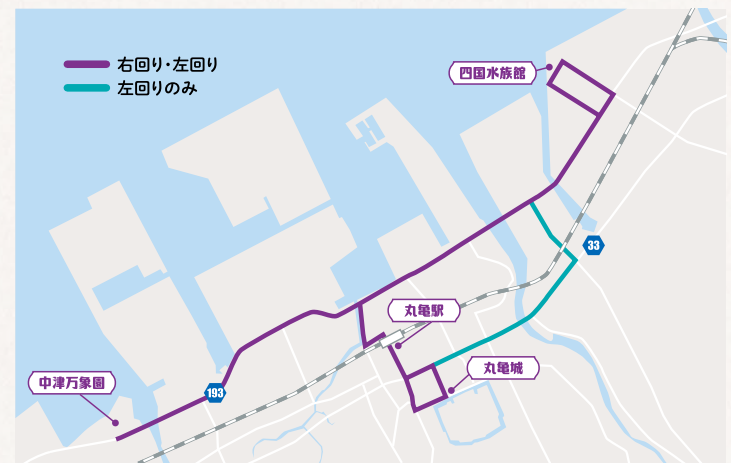 右回り・左回り
左回りのみ
四国水族館
33
丸亀駅
丸亀城
中津万象園
193